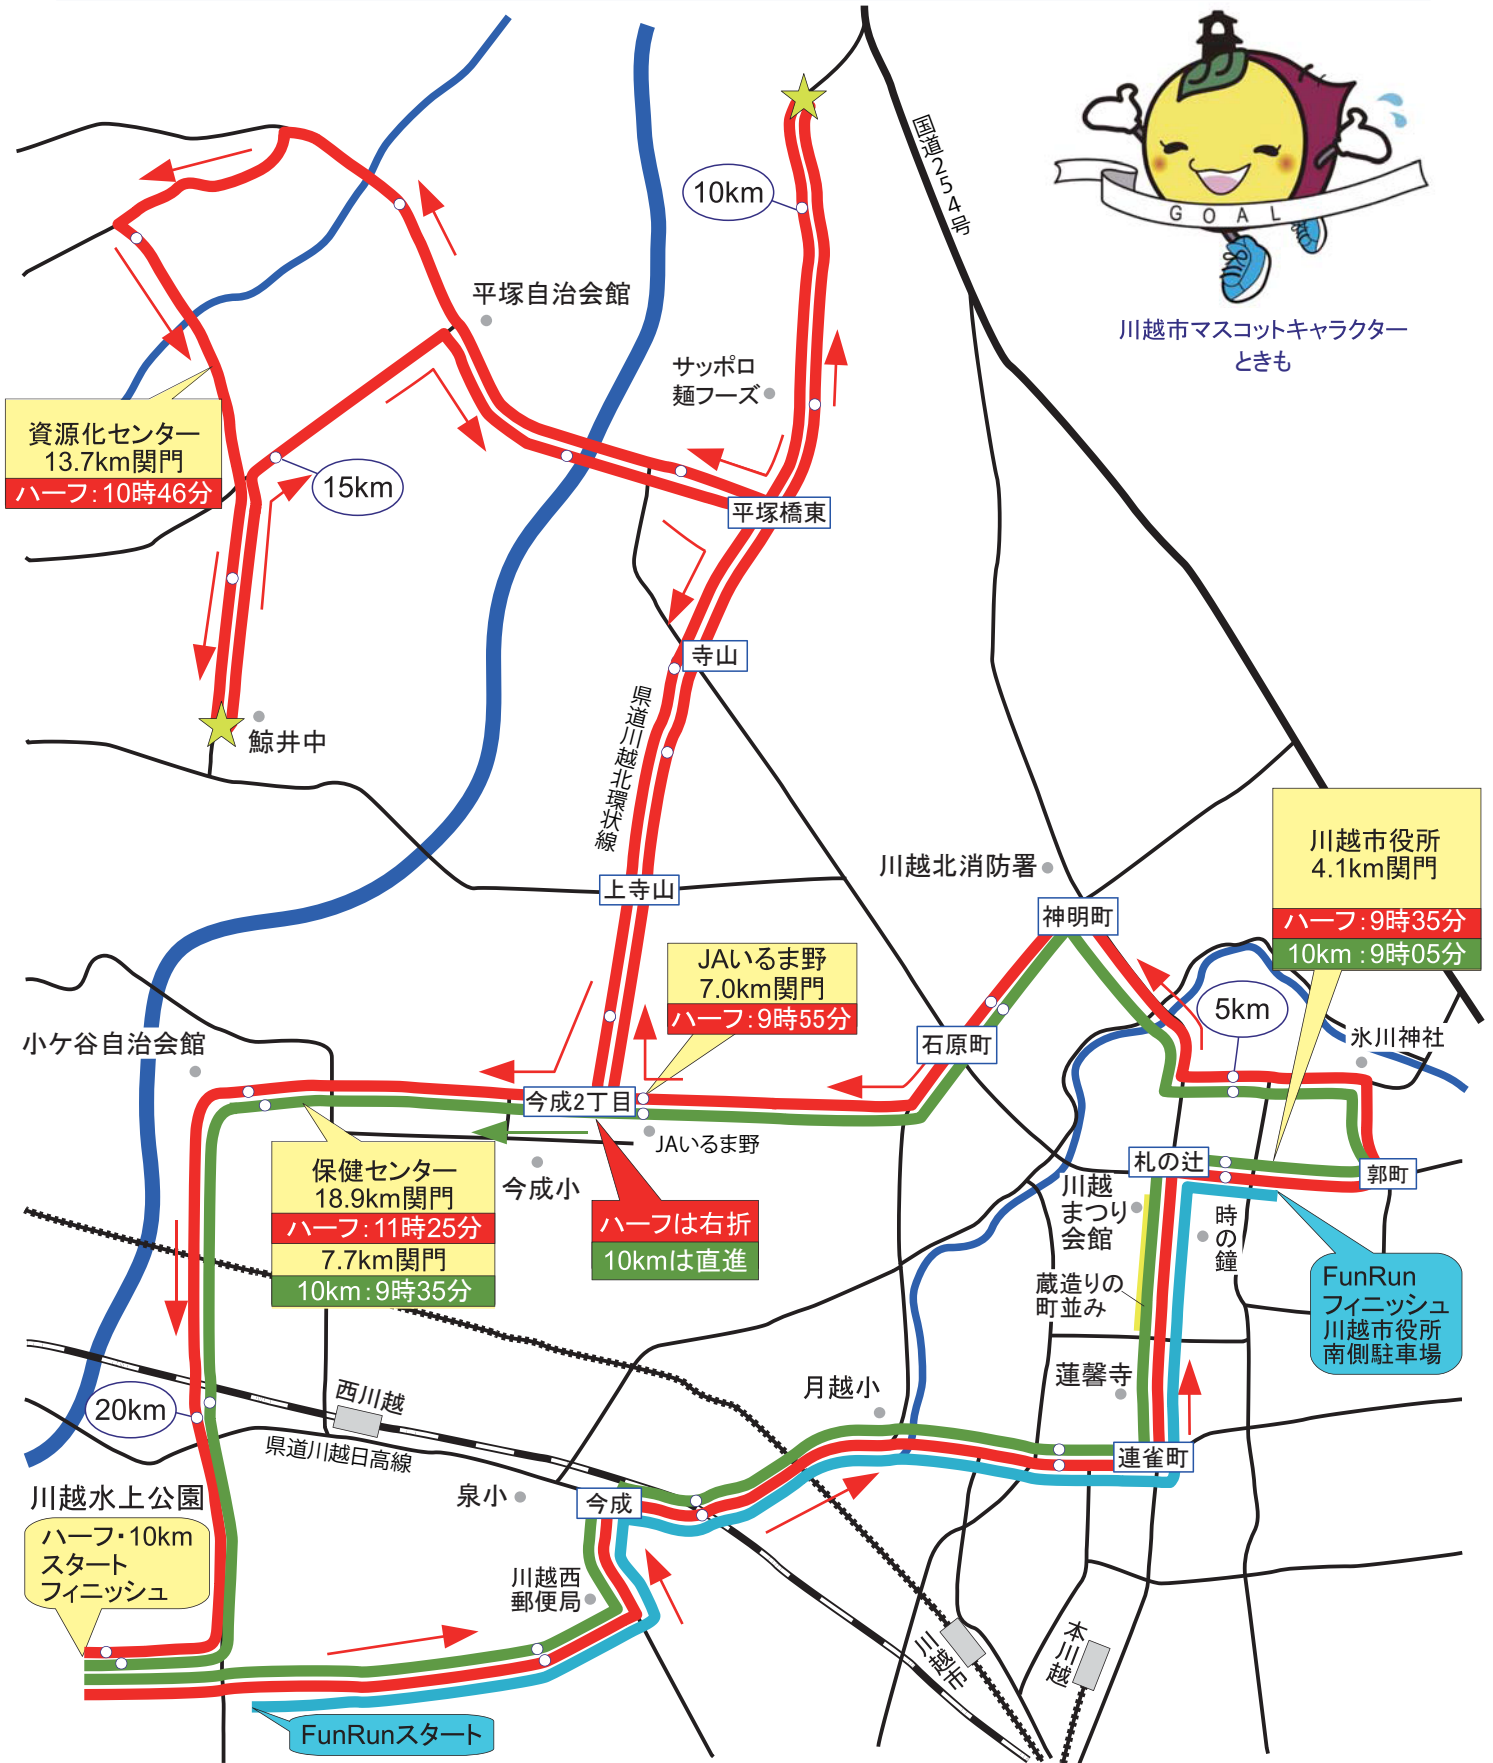 GOAL
川越市マスコットキャラクター
ときも
国道254号
10km
平塚自治会館
サッポロ
麺フーズ
資源化センター
13.7km関門
ハーフ：10時46分
15km
平塚橋東
寺山
鯨井中
県道川越北環状線
上寺山
川越北消防署
神明町
川越市役所
4.1km関門
ハーフ：9時35分
10km：9時05分
JAいるま野
7.0km関門
ハーフ：9時55分
5km
氷川神社
小ケ谷自治会館
石原町
今成2丁目
JAいるま野
今成小
保健センター
18.9km関門
ハーフ：11時25分
7.7km関門
10km：9時35分
ハーフは右折
10kmは直進
札の辻
郭町
川越
まつり
会館
時の鐘
蔵造りの
町並み
FunRun
フィニッシュ
川越市役所
南側駐車場
蓮馨寺
月越小
連雀町
20km
西川越
県道川越日高線
泉小
今成
川越水上公園
ハーフ・10km
スタート
フィニッシュ
川越西
郵便局
川越市
本川越
FunRunスタート